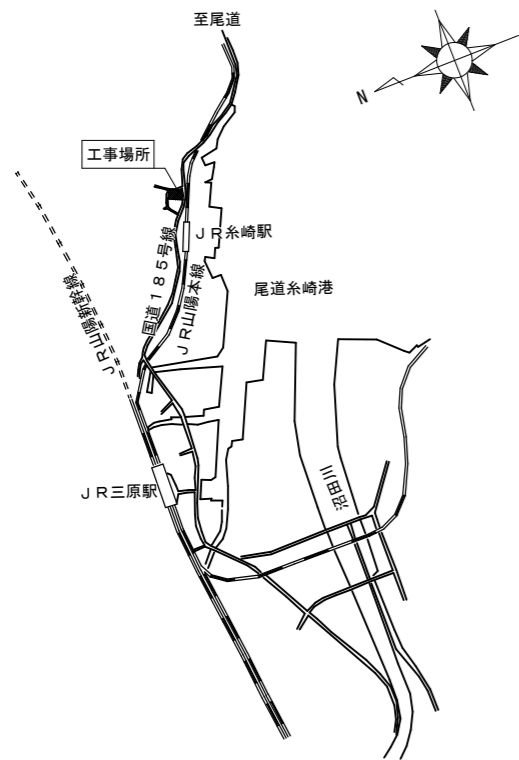 至尾道
N
工事場所
ＪＲ糸崎駅
国道１８５号線
ＪＲ山陽本線
尾道糸崎港
ＪＲ山陽新幹線
ＪＲ三原駅
沼田川